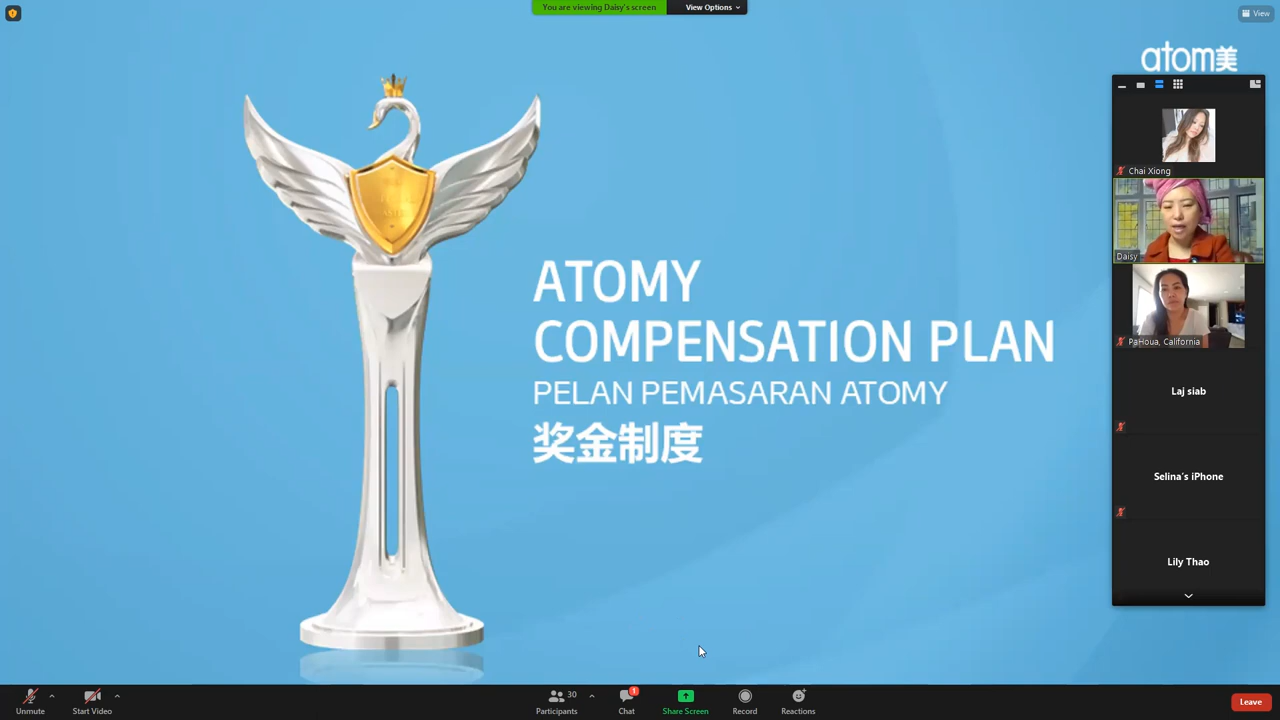 You are viewing Daisy's screen
View Options
View
atom美
Chai Xiong
Daisy
PaHoua, California
Laj siab
Selina's iPhone
Lily Thao
ATOMY
COMPENSATION PLAN
PELAN PEMASARAN ATOMY
奖金制度
Unmute
Start Video
30
Participants
1
Chat
Share Screen
Record
Reactions
Leave